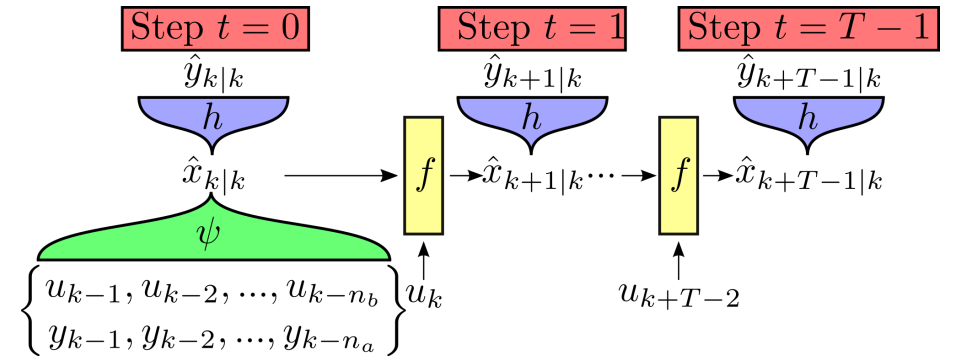 Step t = 0 Step t = 1 Step t = T − 1
ŷ_{k|k} ŷ_{k+1|k} ŷ_{k+T−1|k}
h h h
x̂_{k|k} f x̂_{k+1|k} ··· f x̂_{k+T−1|k}
ψ
{u_{k−1}, u_{k−2}, ..., u_{k−n_b} u_k u_{k+T−2}
y_{k−1}, y_{k−2}, ..., y_{k−n_a}}